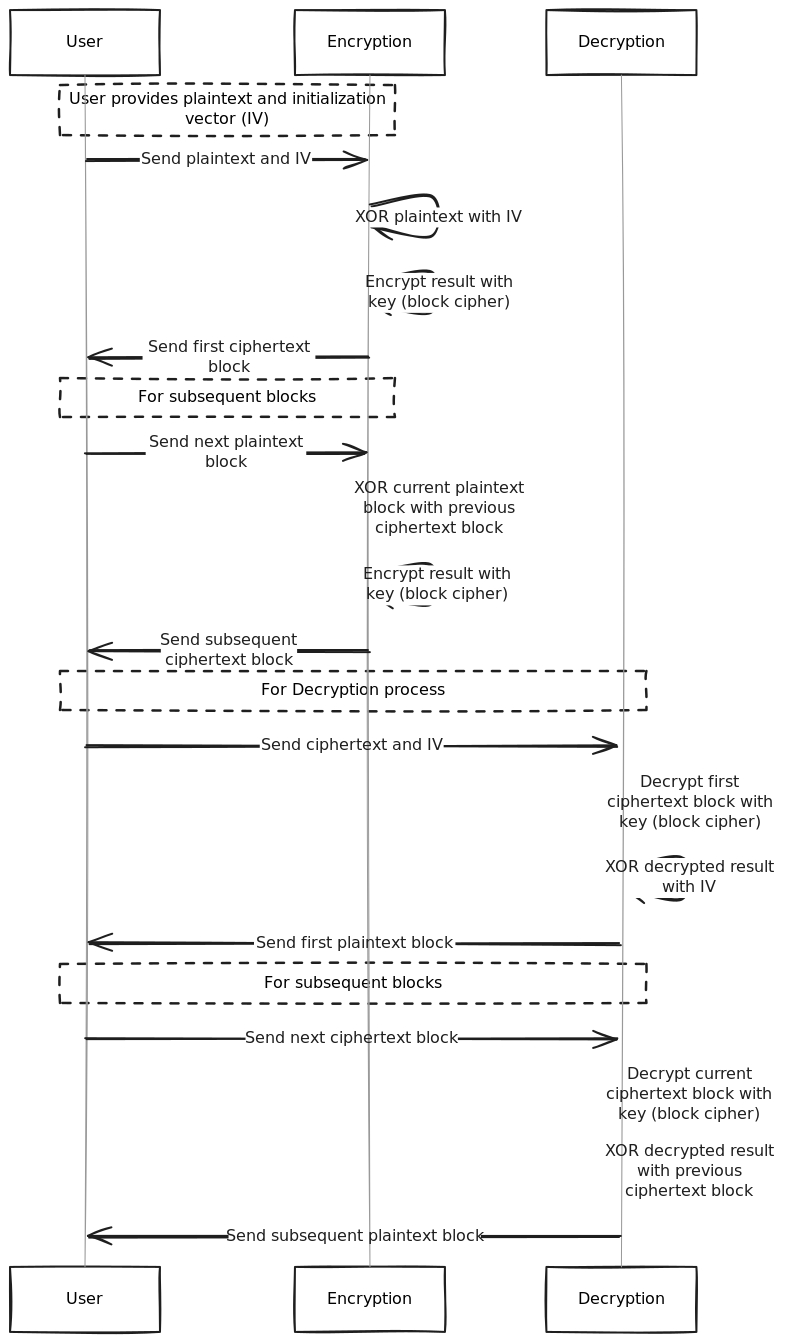 User
Encryption
Decryption
User provides plaintext and initialization
vector (IV)
Send plaintext and IV
XOR plaintext with IV
Encrypt result with
key (block cipher)
Send first ciphertext
block
For subsequent blocks
Send next plaintext
block
XOR current plaintext
block with previous
ciphertext block
Encrypt result with
key (block cipher)
Send subsequent
ciphertext block
For Decryption process
Send ciphertext and IV
Decrypt first
ciphertext block with
key (block cipher)
XOR decrypted result
with IV
Send first plaintext block
For subsequent blocks
Send next ciphertext block
Decrypt current
ciphertext block with
key (block cipher)
XOR decrypted result
with previous
ciphertext block
Send subsequent plaintext block
User
Encryption
Decryption